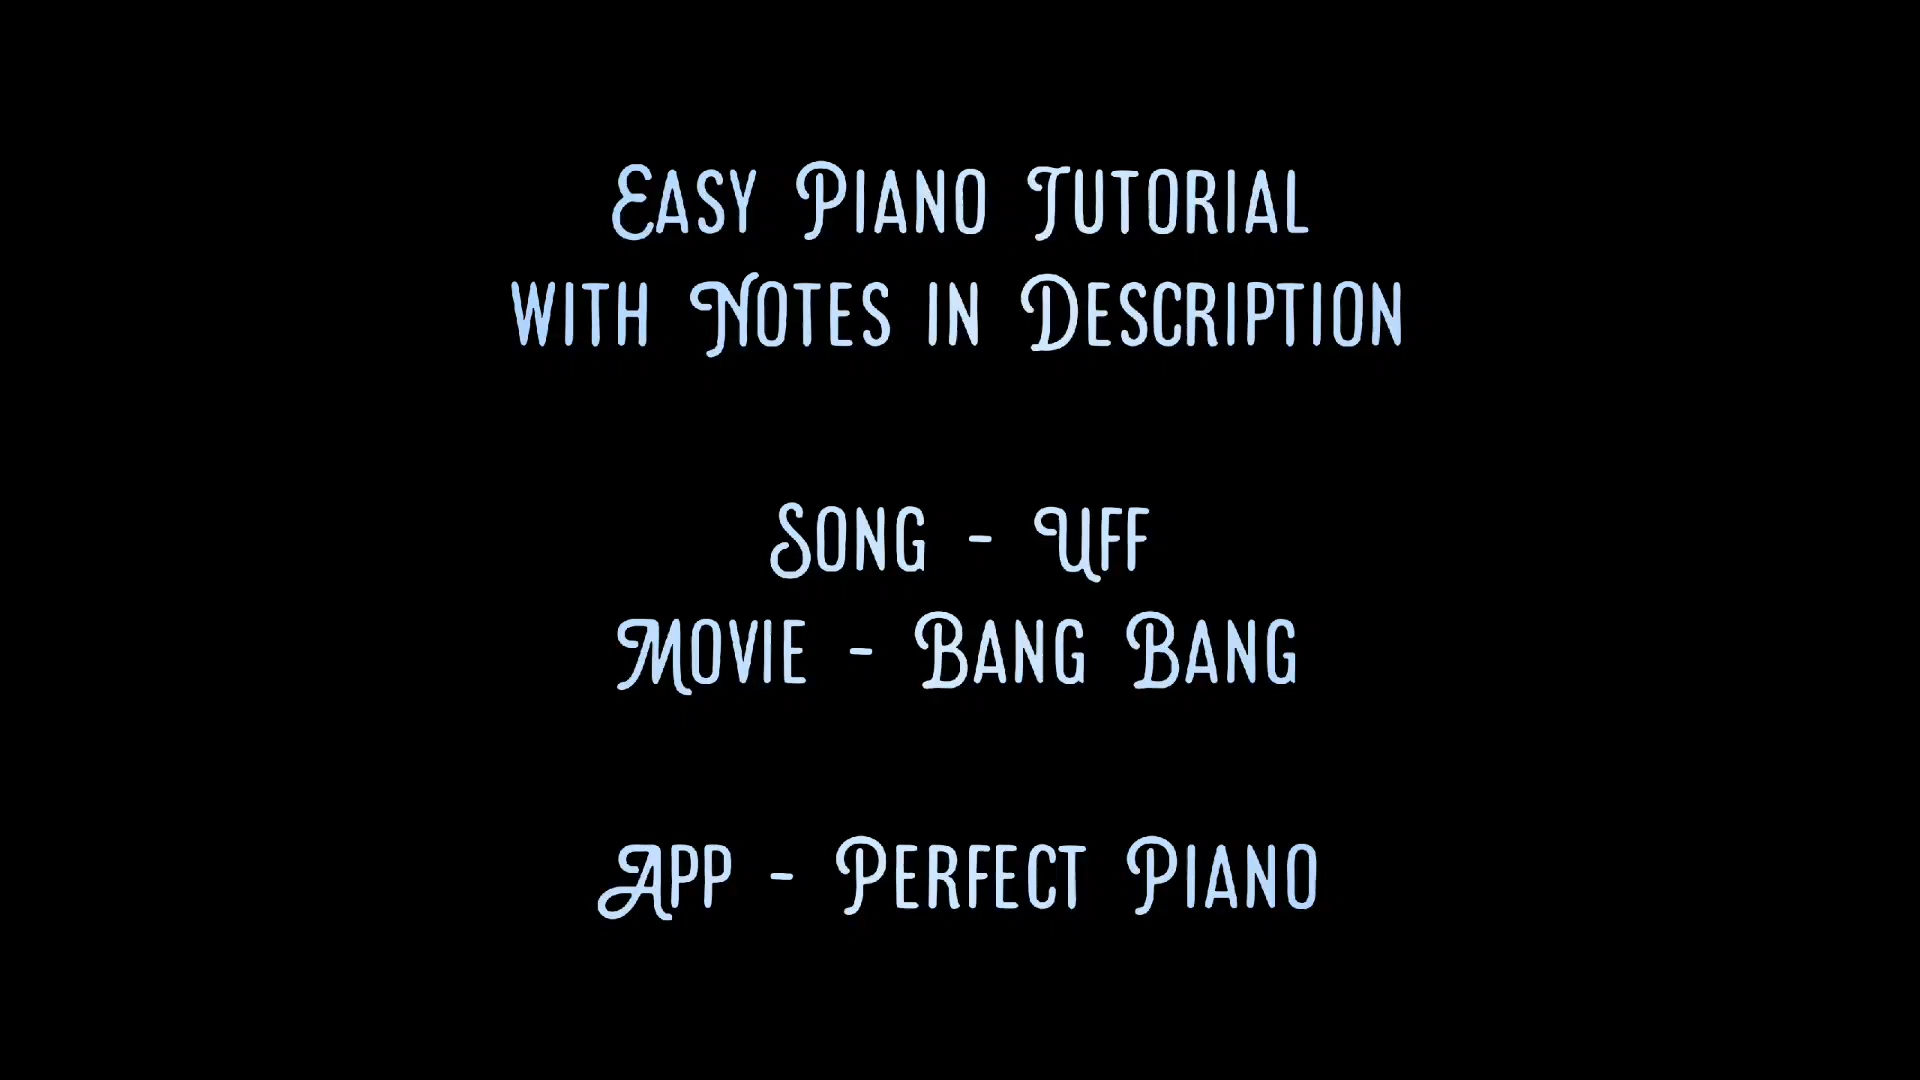 Easy Piano Tutorial
with Notes in Description
Song - Uff
Movie - Bang Bang
App - Perfect Piano